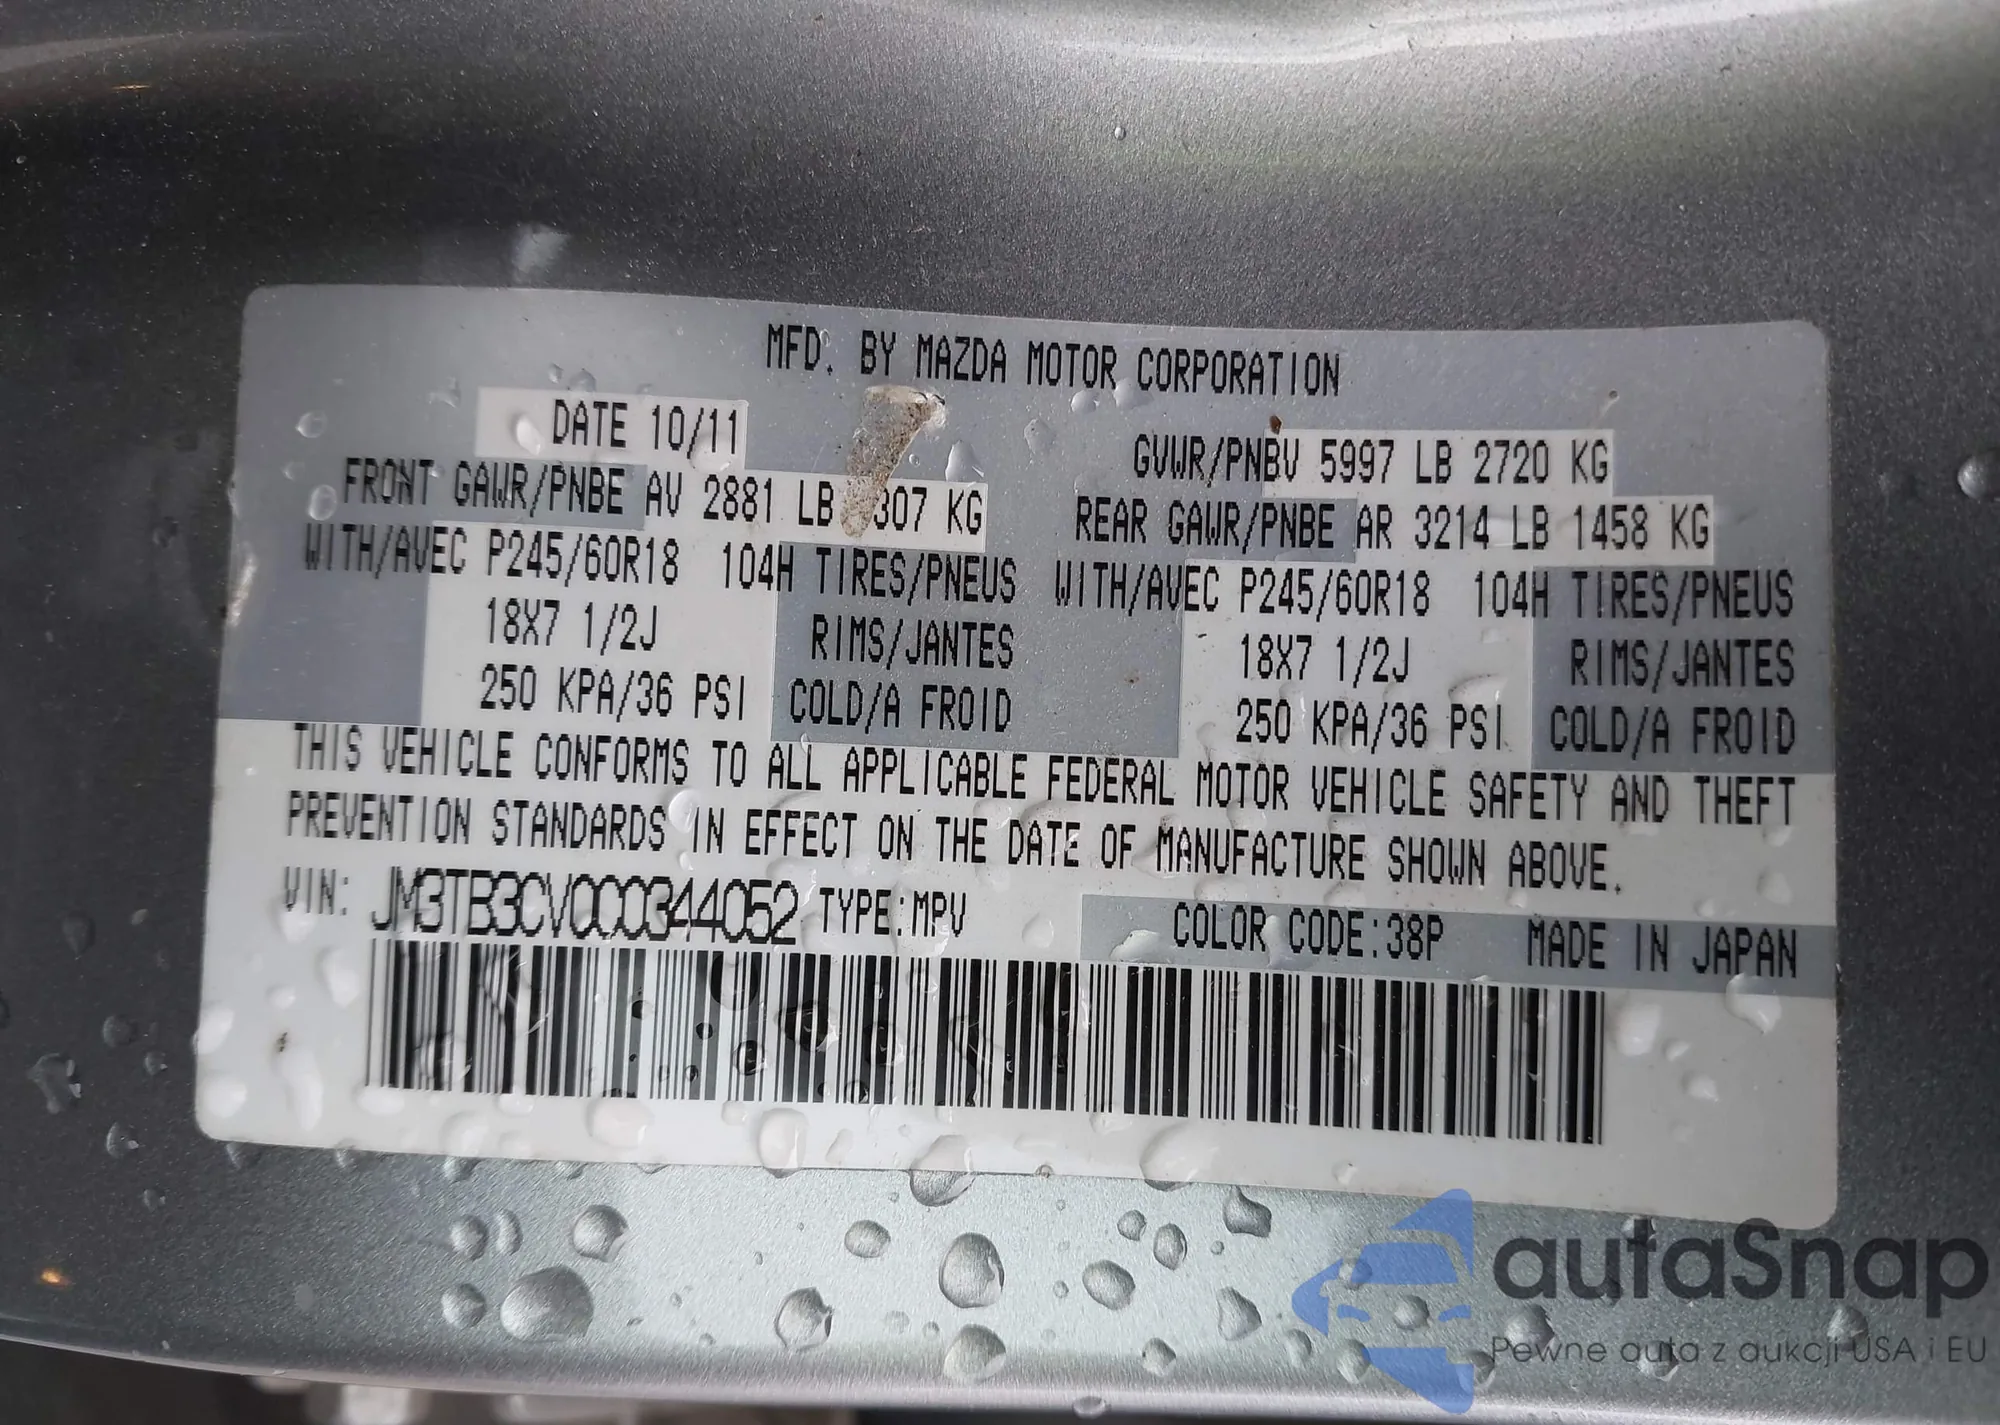 MFD. BY MAZDA MOTOR CORPORATION
DATE 10/11
GVWR/PNBV 5997 LB 2720 KG
FRONT GAWR/PNBE AV 2881 LB 307 KG
REAR GAWR/PNBE AR 3214 LB 1458 KG
WITH/AVEC P245/60R18 104H TIRES/PNEUS
WITH/AVEC P245/60R18 104H TIRES/PNEUS
18X7 1/2J RIMS/JANTES
18X7 1/2J RIMS/JANTES
250 KPA/36 PSI COLD/A FROID
250 KPA/36 PSI COLD/A FROID
THIS VEHICLE CONFORMS TO ALL APPLICABLE FEDERAL MOTOR VEHICLE SAFETY AND THEFT
PREVENTION STANDARDS IN EFFECT ON THE DATE OF MANUFACTURE SHOWN ABOVE.
VIN: JM3TB3CV0C0344052 TYPE:MPV COLOR CODE:38P MADE IN JAPAN
autaSnap
Pewne auta z aukcji USA i EU